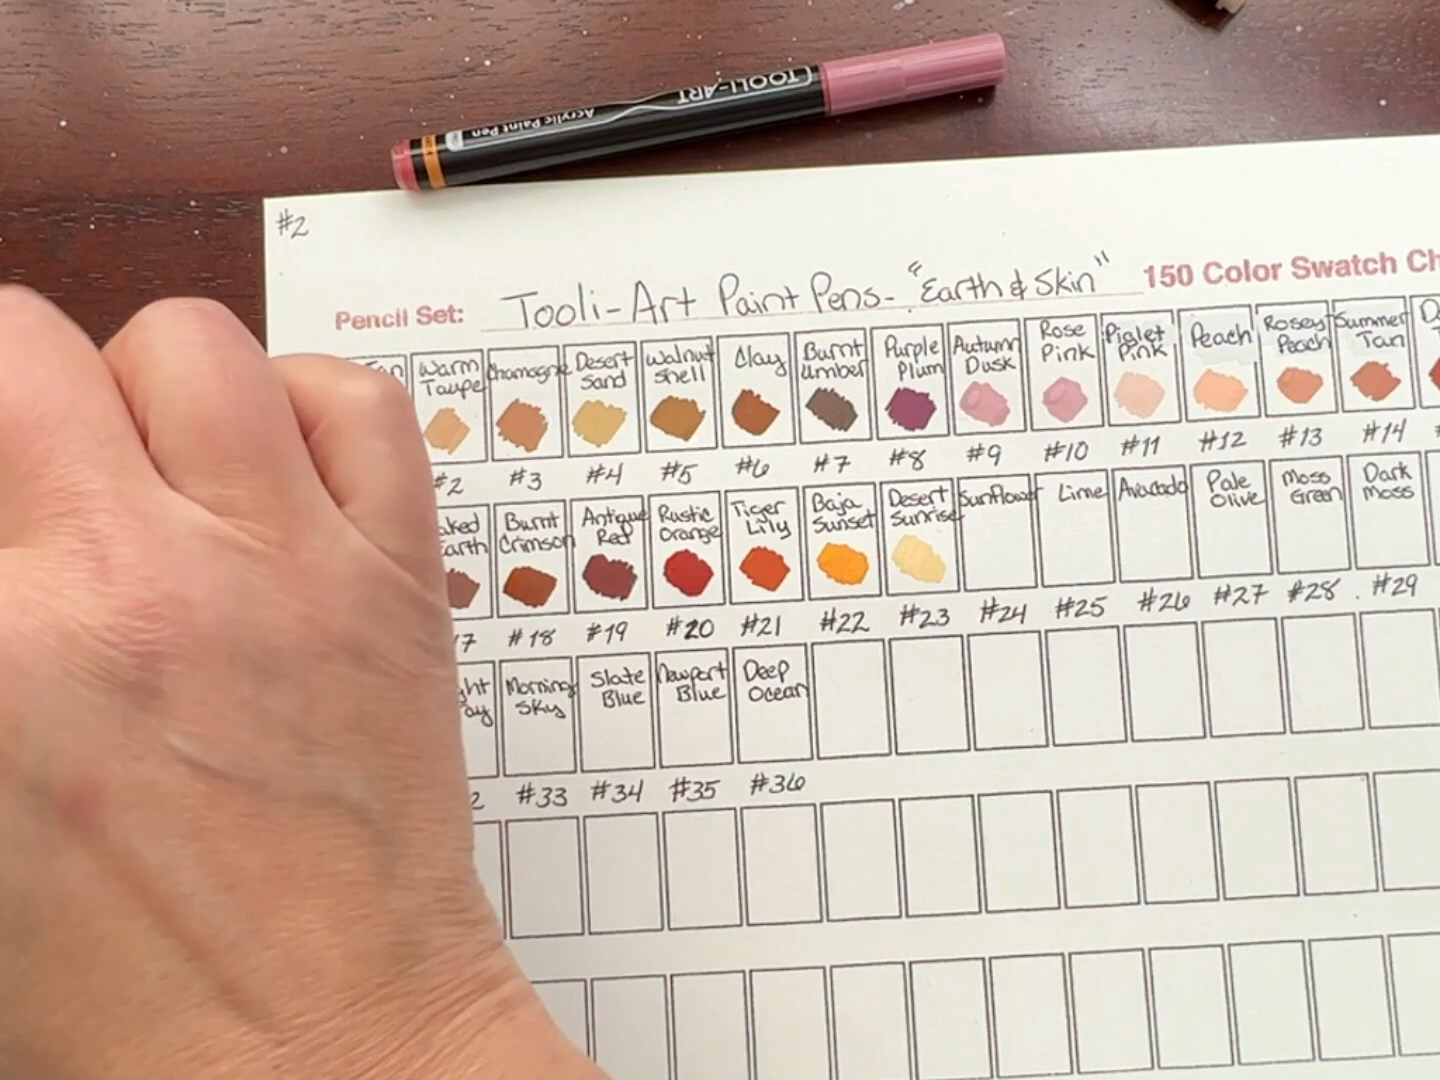 TOOLI-ART
Acrylic Paint Pen
#2
Pencil Set: Tooli-Art Paint Pens- "Earth & Skin" 150 Color Swatch Ch
Tan Warm Taupe Chamagne Desert Sand Walnut Shell Clay Burnt Umber Purple Plum Autumn Dusk Rose Pink Piglet Pink Peach Rosey Peach Summer Tan
#2 #3 #4 #5 #6 #7 #8 #9 #10 #11 #12 #13 #14
Burnt Crimson Antique Red Rustic Orange Tiger Lily Baja Sunset Desert Sunrise Sunflower Lime Avacado Pale Olive Moss Green Dark Moss
#18 #19 #20 #21 #22 #23 #24 #25 #26 #27 #28 #29
Morning Sky Slate Blue Newport Blue Deep Ocean
#33 #34 #35 #36